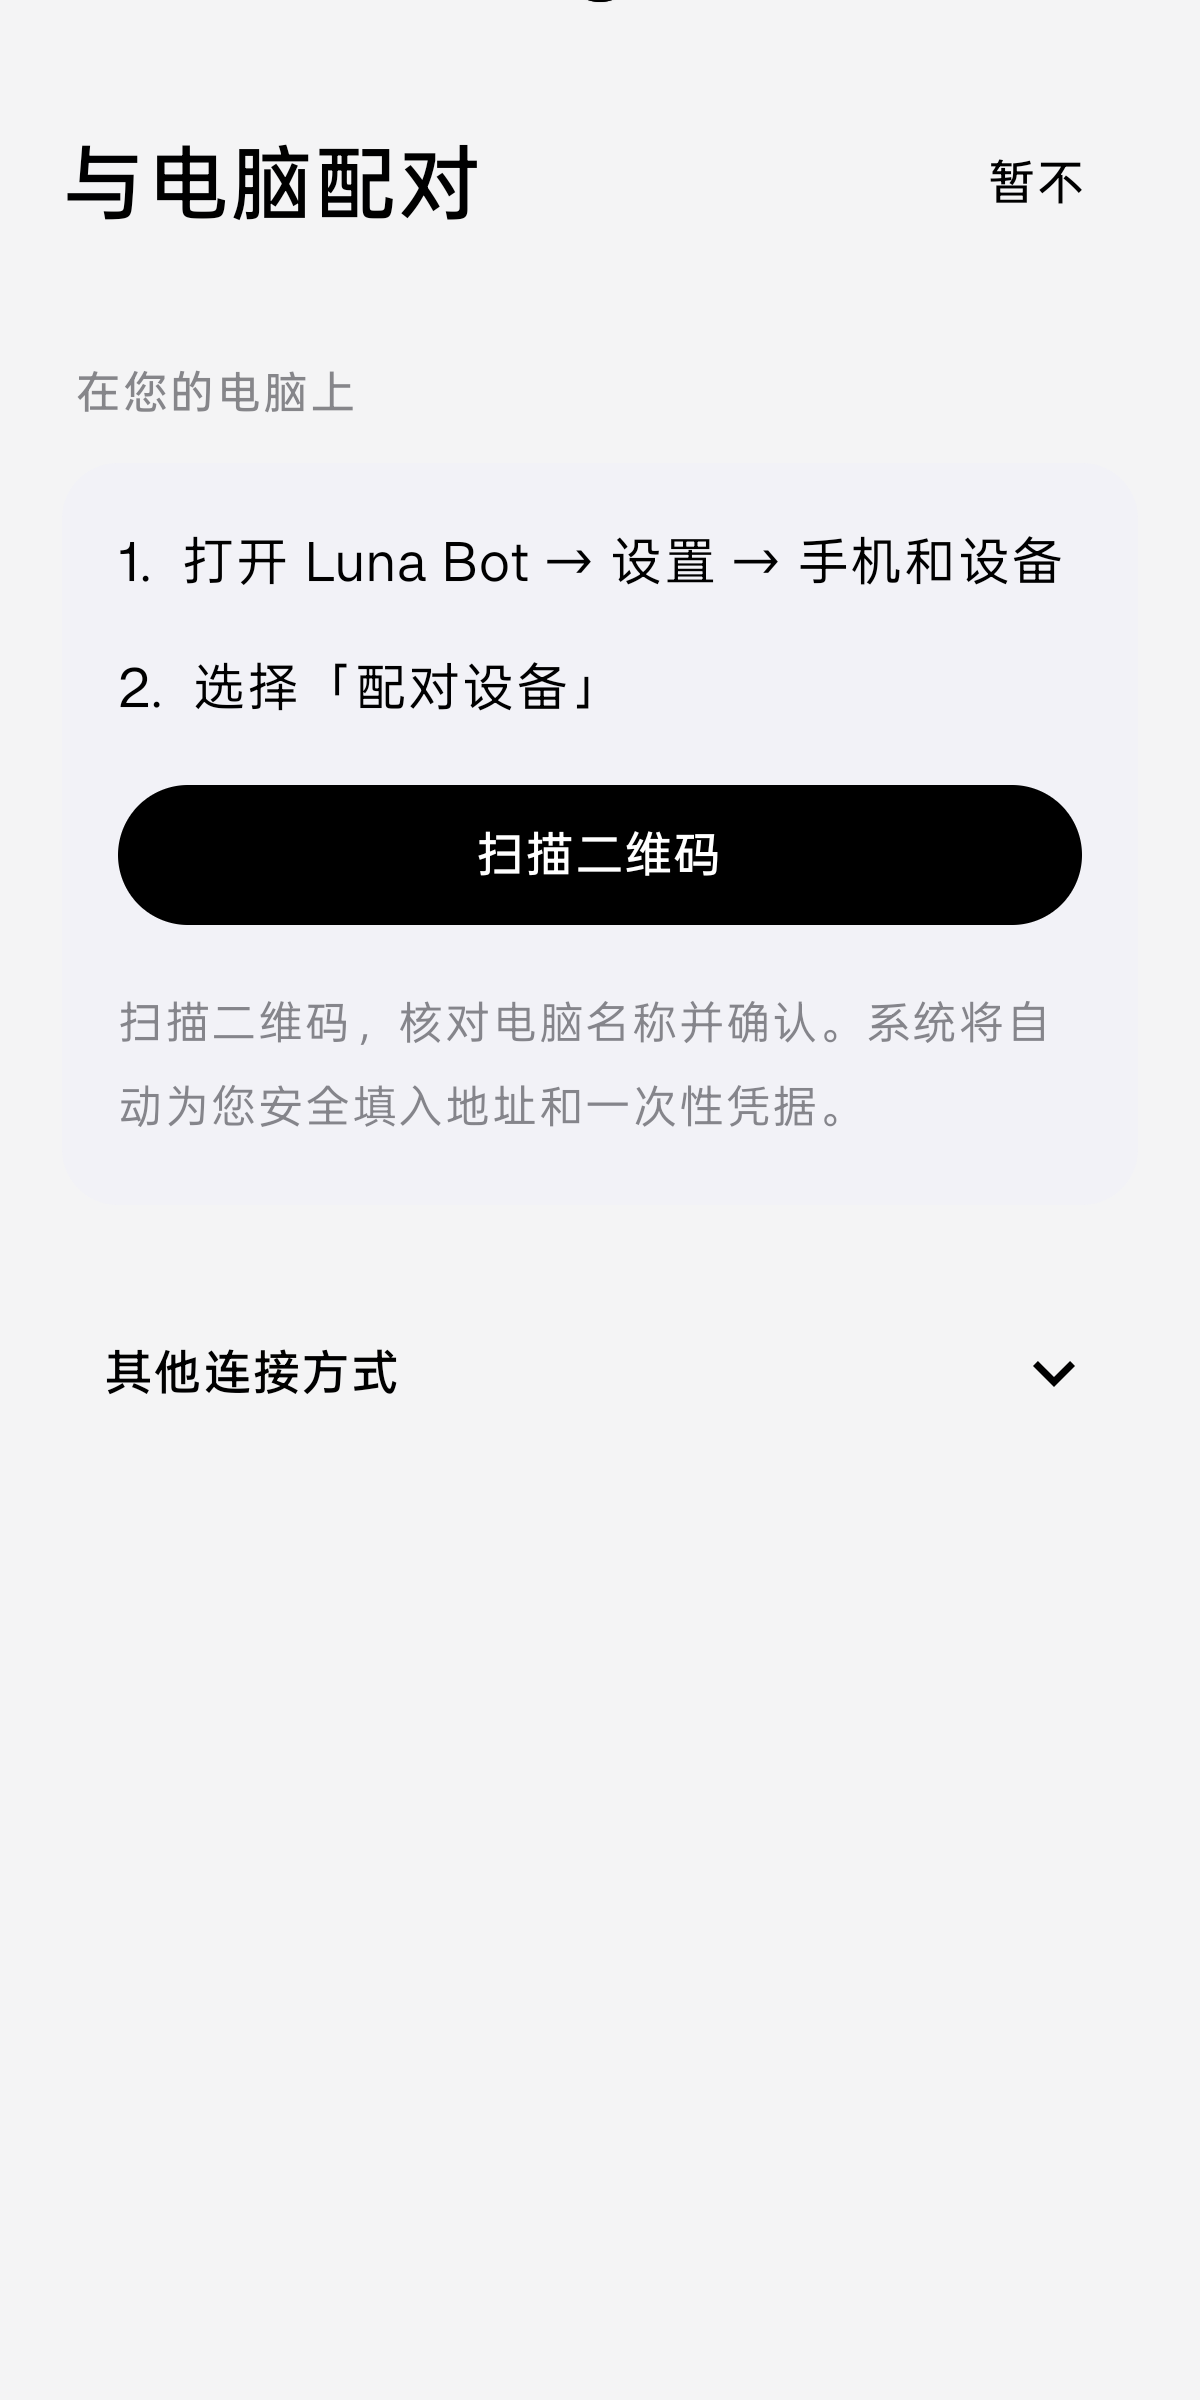 与电脑配对
暂不
在您的电脑上
1. 打开 Luna Bot → 设置 → 手机和设备
2. 选择「配对设备」
扫描二维码
扫描二维码，核对电脑名称并确认。系统将自
动为您安全填入地址和一次性凭据。
其他连接方式